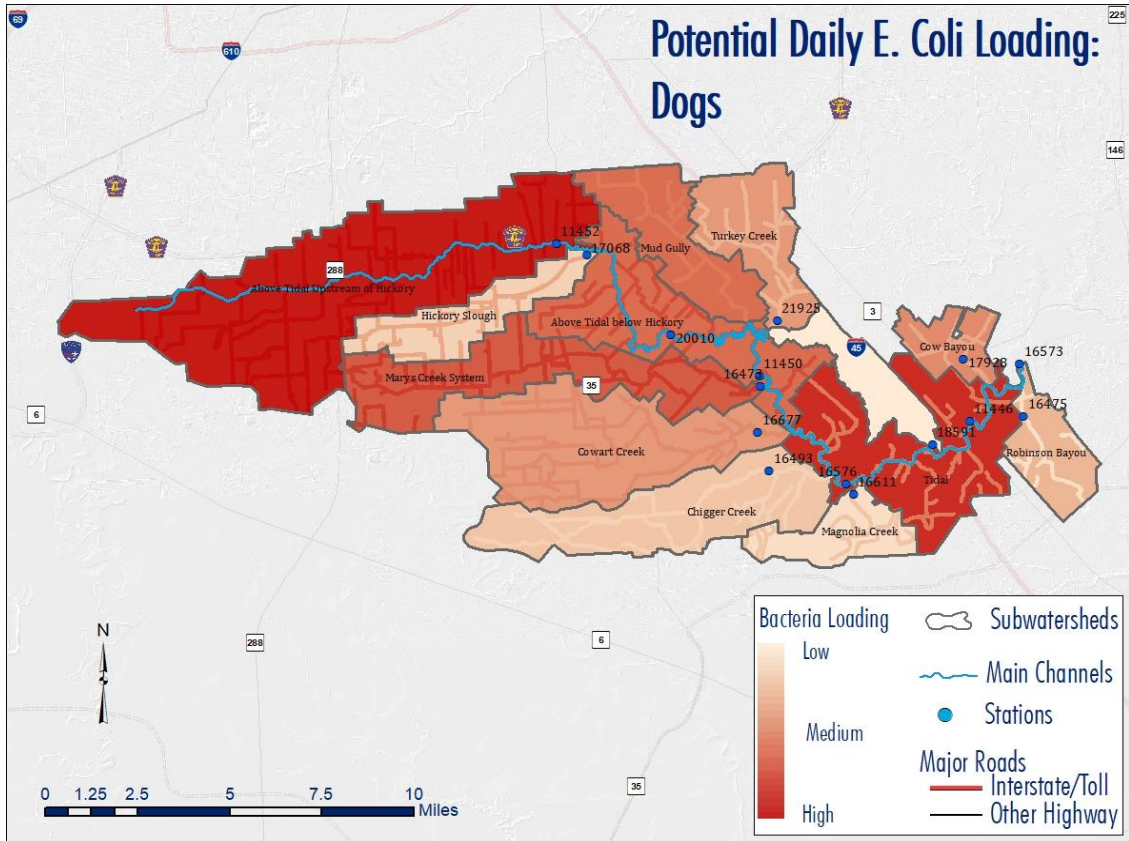 Potential Daily E. Coli Loading:
Dogs
69
610
225
146
288
3
45
6
35
288
6
35
11452
17068
Mud Gully
Turkey Creek
Above Tidal Upstream of Hickory
Hickory Slough
Above Tidal below Hickory
20010
21925
Cow Bayou
17928
16573
Marys Creek System
11450
16473
16475
11446
16677
18591
Robinson Bayou
Cowart Creek
16493
16576
16611
Tidal
Chigger Creek
Magnolia Creek
N
0 1.25 2.5 5 7.5 10
Miles
Bacteria Loading
Low
Medium
High
Subwatersheds
Main Channels
Stations
Major Roads
Interstate/Toll
Other Highway